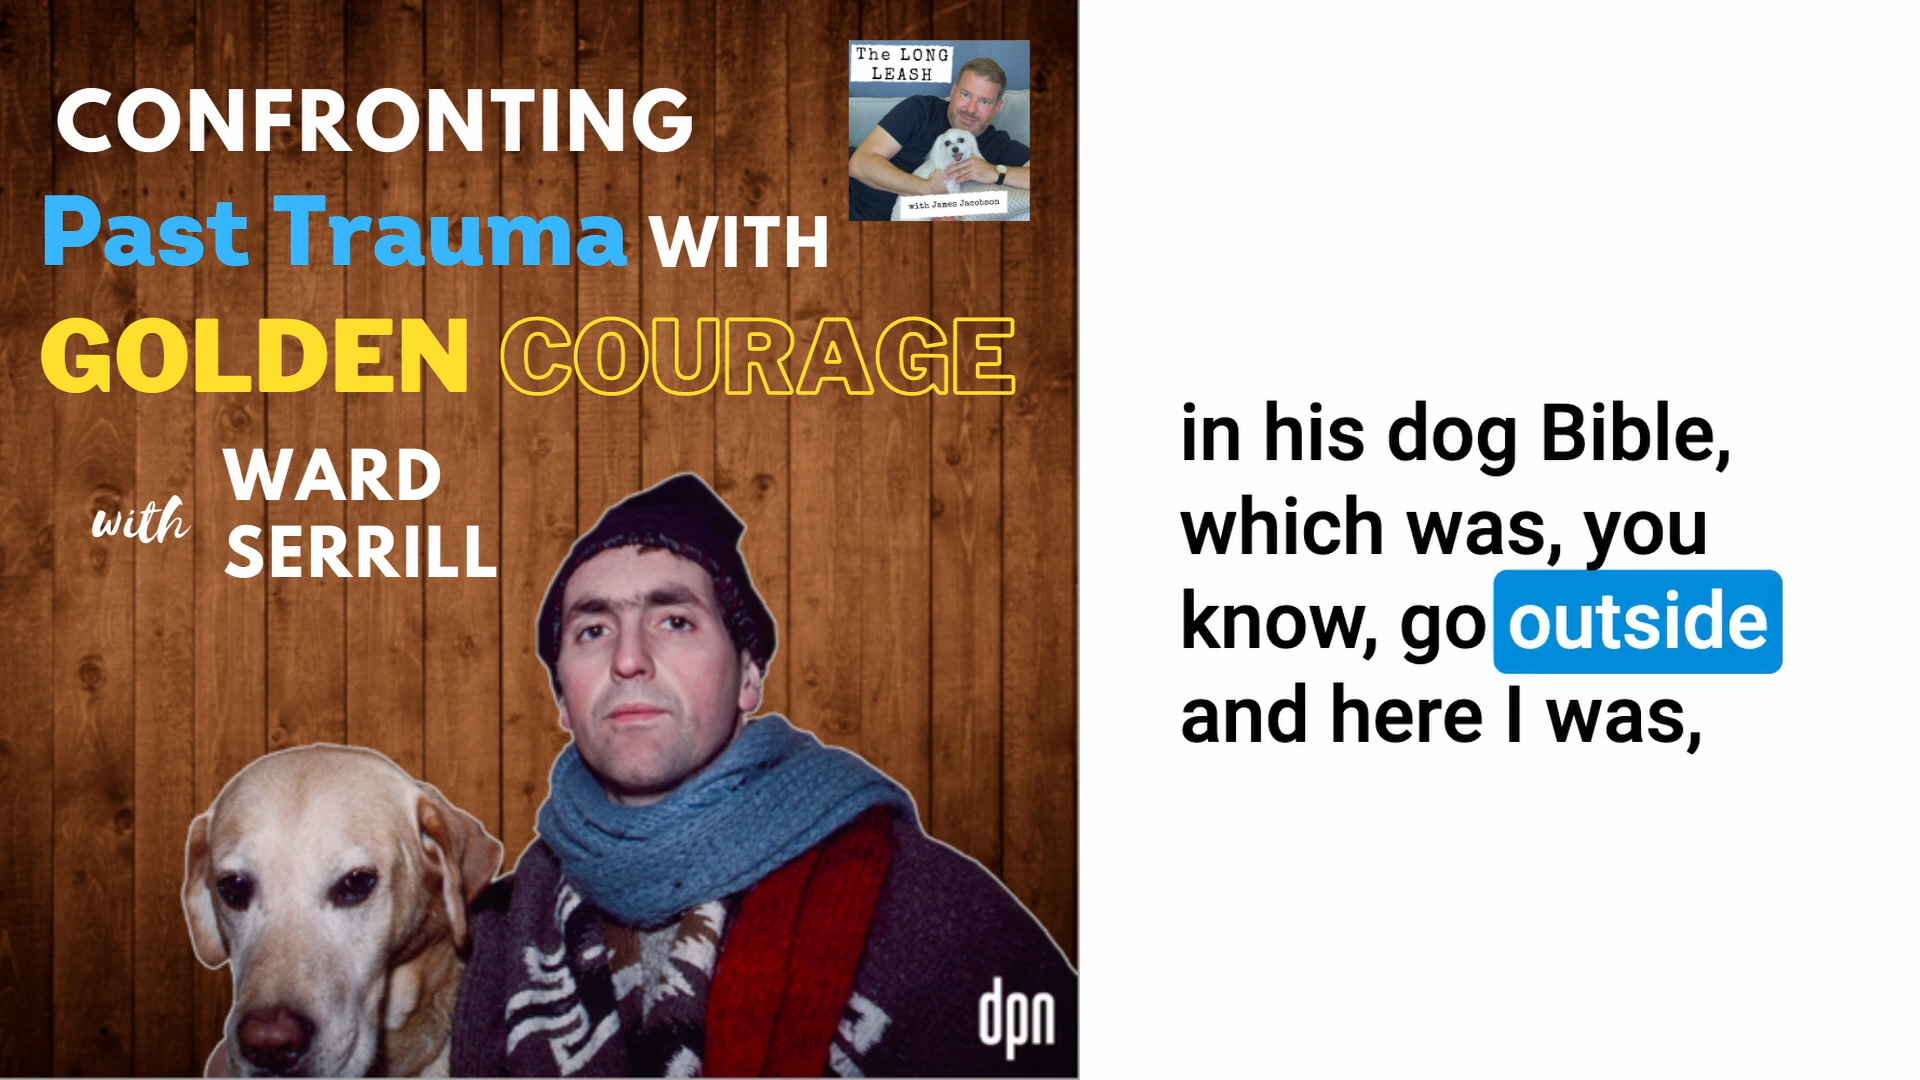 The LONG
LEASH
with James Jacobson
CONFRONTING
Past Trauma WITH
GOLDEN COURAGE
with
WARD
SERRILL
dpn
in his dog Bible,
which was, you
know, go outside
and here I was,